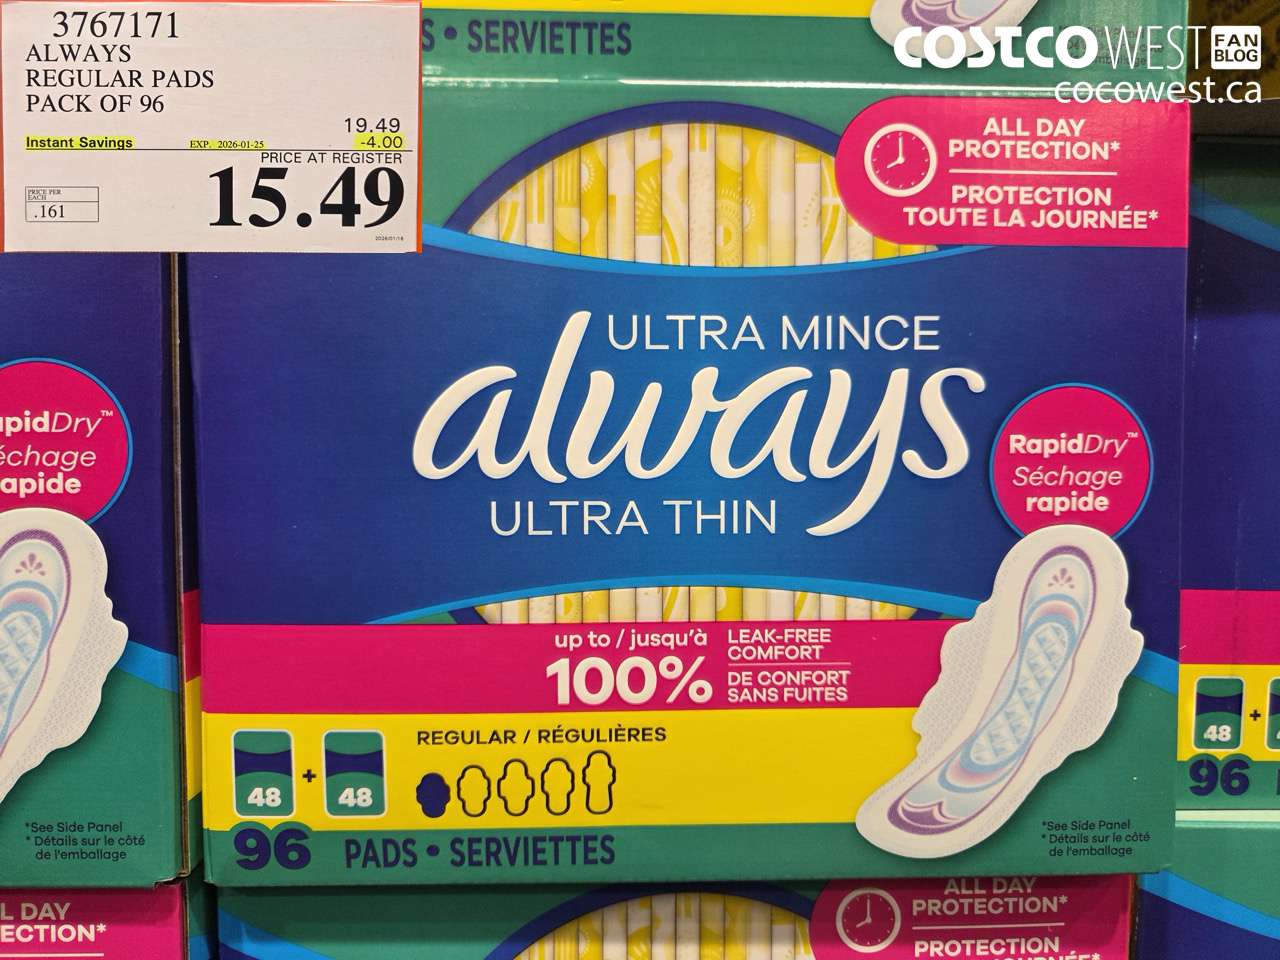 3767171
ALWAYS
REGULAR PADS
PACK OF 96
19.49
Instant Savings EXP. 2026-01-25 -4.00
PRICE AT REGISTER
15.49
PRICE PER
EACH
.161
2026/01/16
S • SERVIETTES
COSTCO WEST FAN BLOG
cocowest.ca
ALL DAY
PROTECTION*
PROTECTION
TOUTE LA JOURNÉE*
ULTRA MINCE
always
ULTRA THIN
RapidDry™
Séchage
rapide
apidDry™
échage
apide
up to / jusqu'à
100%
LEAK-FREE
COMFORT
DE CONFORT
SANS FUITES
REGULAR / RÉGULIÈRES
48 + 48
96 PADS • SERVIETTES
*See Side Panel
* Détails sur le côté
de l'emballage
*See Side Panel
* Détails sur le côté
de l'emballage
48 +
96
L DAY
ECTION*
ALL DAY
PROTECTION*
PROTECTION